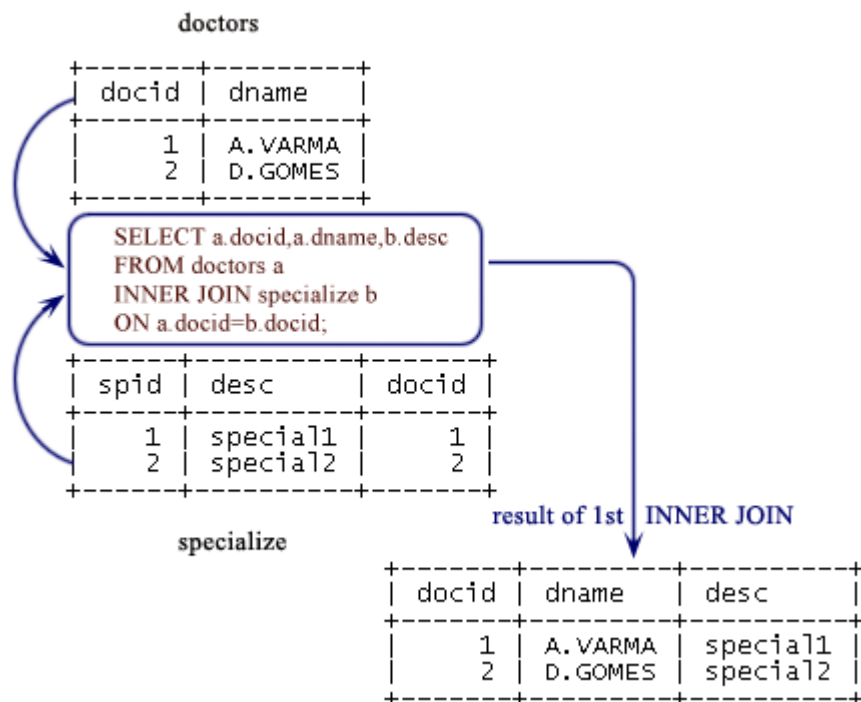 doctors
+-------+---------+
| docid | dname   |
+-------+---------+
|     1 | A.VARMA |
|     2 | D.GOMES |
+-------+---------+
SELECT a.docid,a.dname,b.desc
FROM doctors a
INNER JOIN specialize b
ON a.docid=b.docid;
+------+----------+-------+
| spid | desc     | docid |
+------+----------+-------+
|    1 | special1 |     1 |
|    2 | special2 |     2 |
+------+----------+-------+
specialize
result of 1st INNER JOIN
+-------+---------+----------+
| docid | dname   | desc     |
+-------+---------+----------+
|     1 | A.VARMA | special1 |
|     2 | D.GOMES | special2 |
+-------+---------+----------+